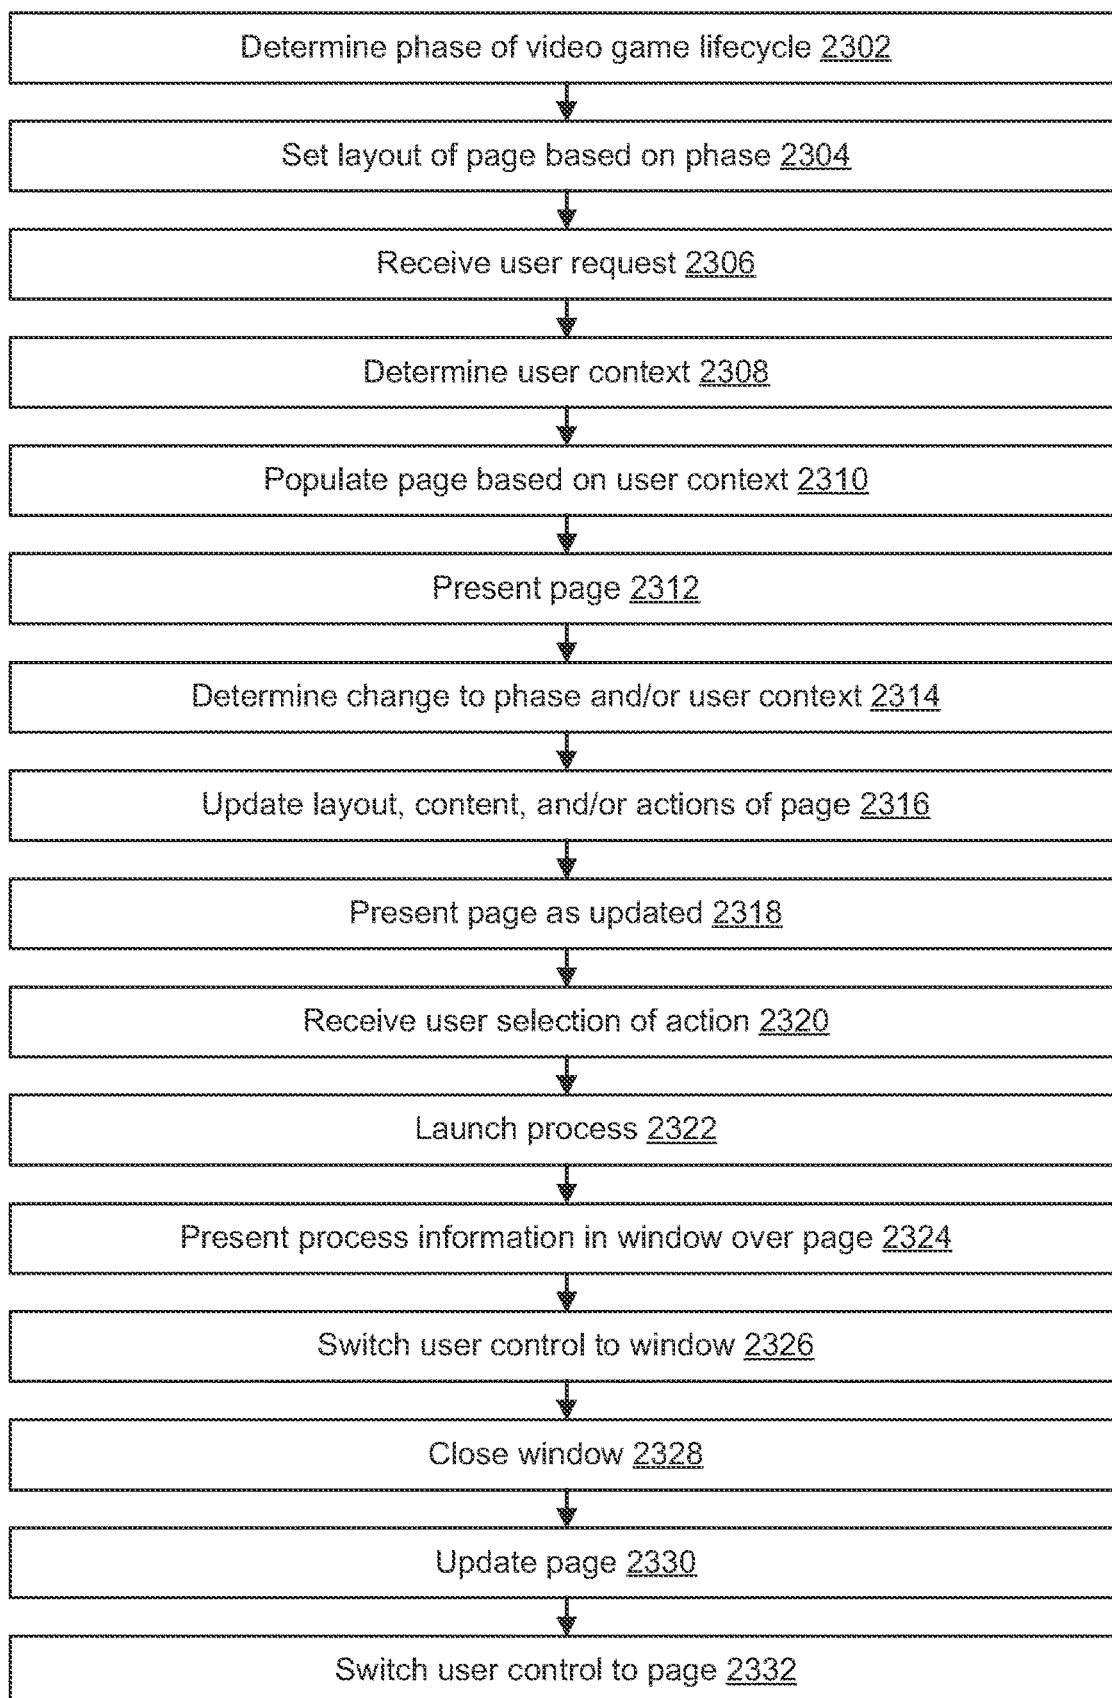 Determine phase of video game lifecycle 2302
Set layout of page based on phase 2304
Receive user request 2306
Determine user context 2308
Populate page based on user context 2310
Present page 2312
Determine change to phase and/or user context 2314
Update layout, content, and/or actions of page 2316
Present page as updated 2318
Receive user selection of action 2320
Launch process 2322
Present process information in window over page 2324
Switch user control to window 2326
Close window 2328
Update page 2330
Switch user control to page 2332